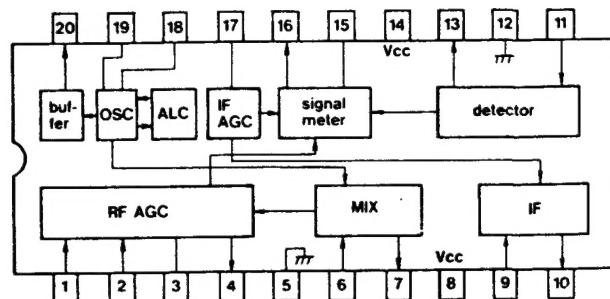 20 19 18 17 16 15 14 13 12 11
Vcc
buf-
fer
OSC
ALC
IF
AGC
signal
meter
detector
RF AGC
MIX
IF
Vcc
1 2 3 4 5 6 7 8 9 10